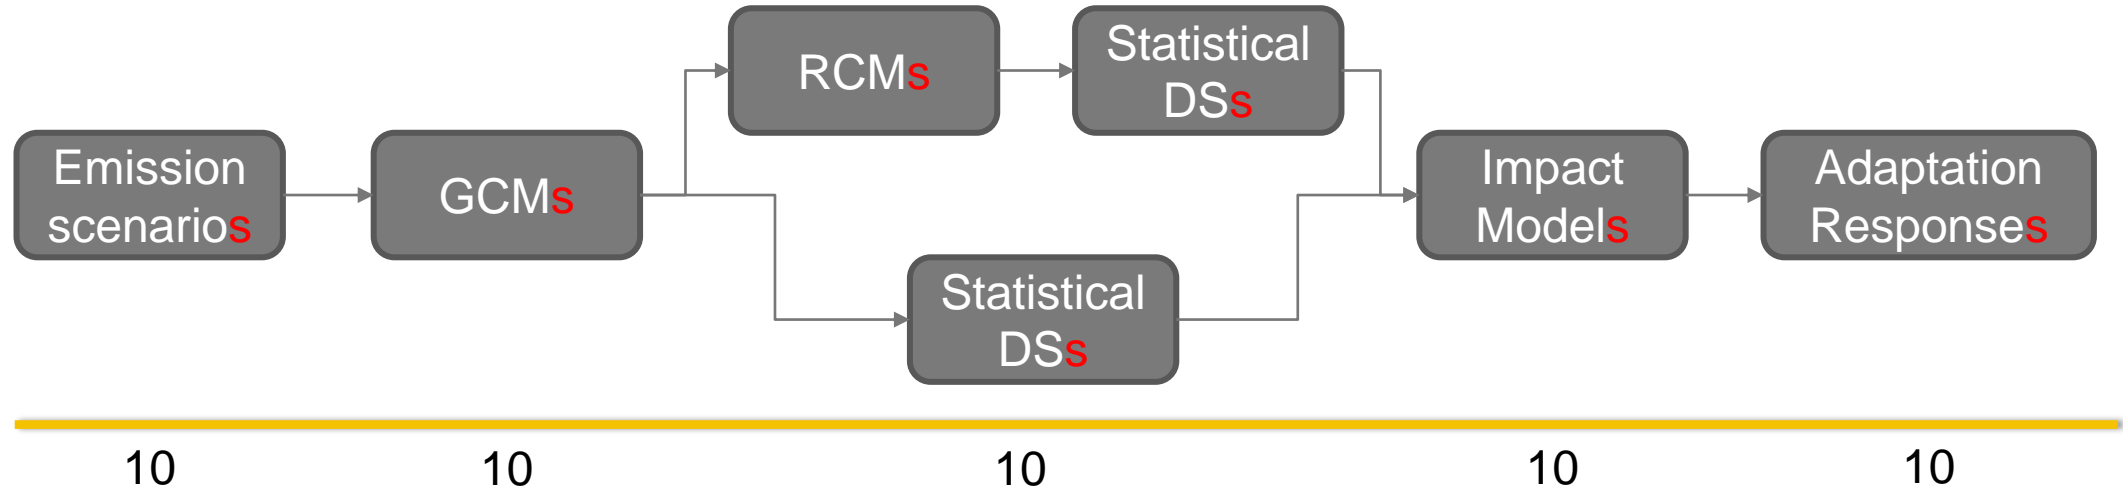 Emission
scenarios
GCMs
RCMs
Statistical
DSs
Statistical
DSs
Impact
Models
Adaptation
Responses
10
10
10
10
10